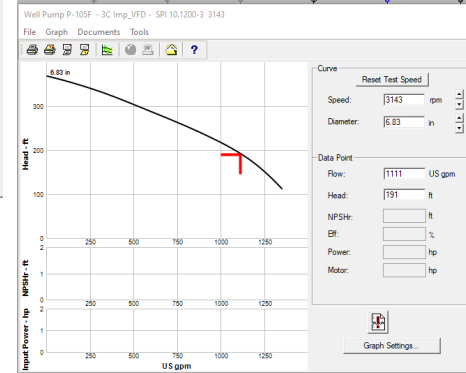 Well Pump P-105F - 3C Imp_VFD - SPI 10.1200-3 3143
File Graph Documents Tools
?
Curve
Reset Test Speed
Speed: 3143 rpm
Diameter: 6.83 in
Data Point
Flow: 1111 US gpm
Head: 191 ft
NPSHr: ft
Eff: %
Power: hp
Motor: hp
Graph Settings...
6.83 in
Head - ft
300
200
100
0
250 500 750 1000 1250
NPSHr - ft
2
1
0
250 500 750 1000 1250
Input Power - hp
2
1
0
250 500 750 1000 1250
US gpm